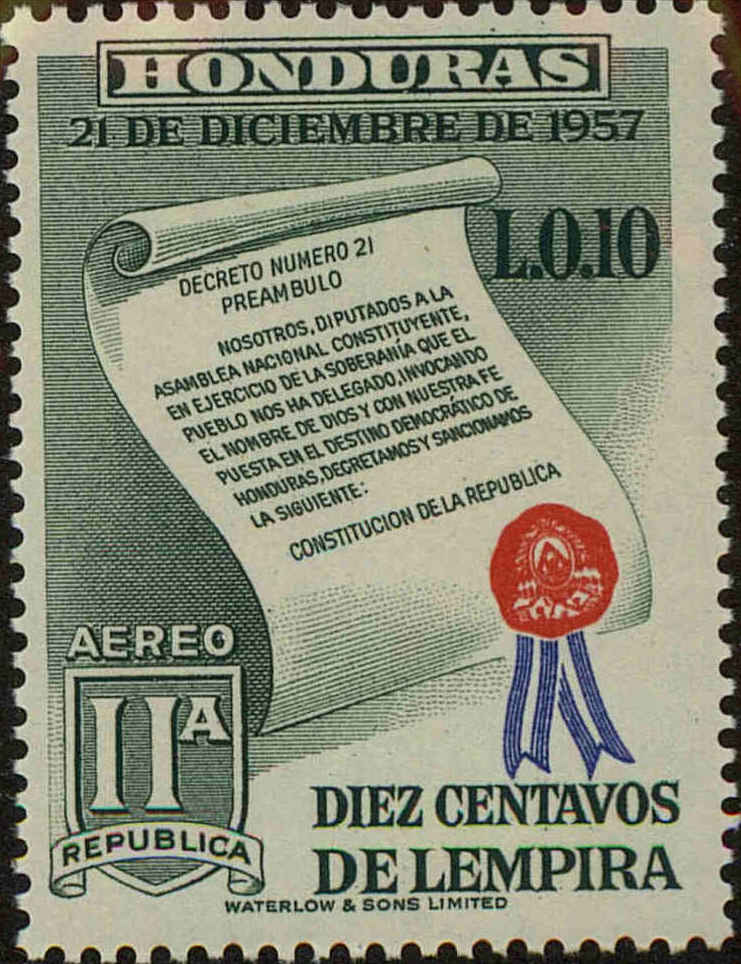 HONDURAS
21 DE DICIEMBRE DE 1957
L.0.10
DECRETO NUMERO 21
PREAMBULO
NOSOTROS, DIPUTADOS A LA
ASAMBLEA NACIONAL CONSTITUYENTE,
EN EJERCICIO DE LA SOBERANÍA QUE EL
PUEBLO NOS HA DELEGADO, INVOCANDO
EL NOMBRE DE DIOS Y CON NUESTRA FE
PUESTA EN EL DESTINO DEMOCRÁTICO DE
HONDURAS, DECRETAMOS Y SANCIONAMOS
LA SIGUIENTE:
CONSTITUCION DE LA REPUBLICA
AEREO
IIA
REPUBLICA
DIEZ CENTAVOS
DE LEMPIRA
WATERLOW & SONS LIMITED